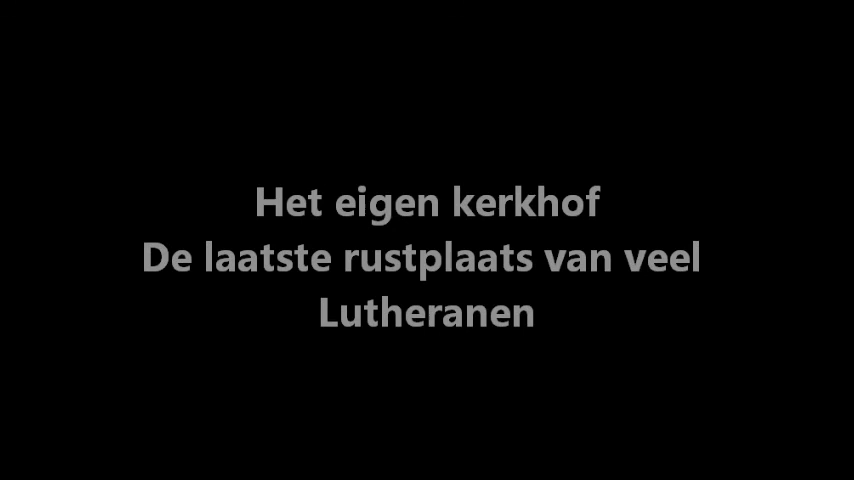 Het eigen kerkhof
De laatste rustplaats van veel
Lutheranen